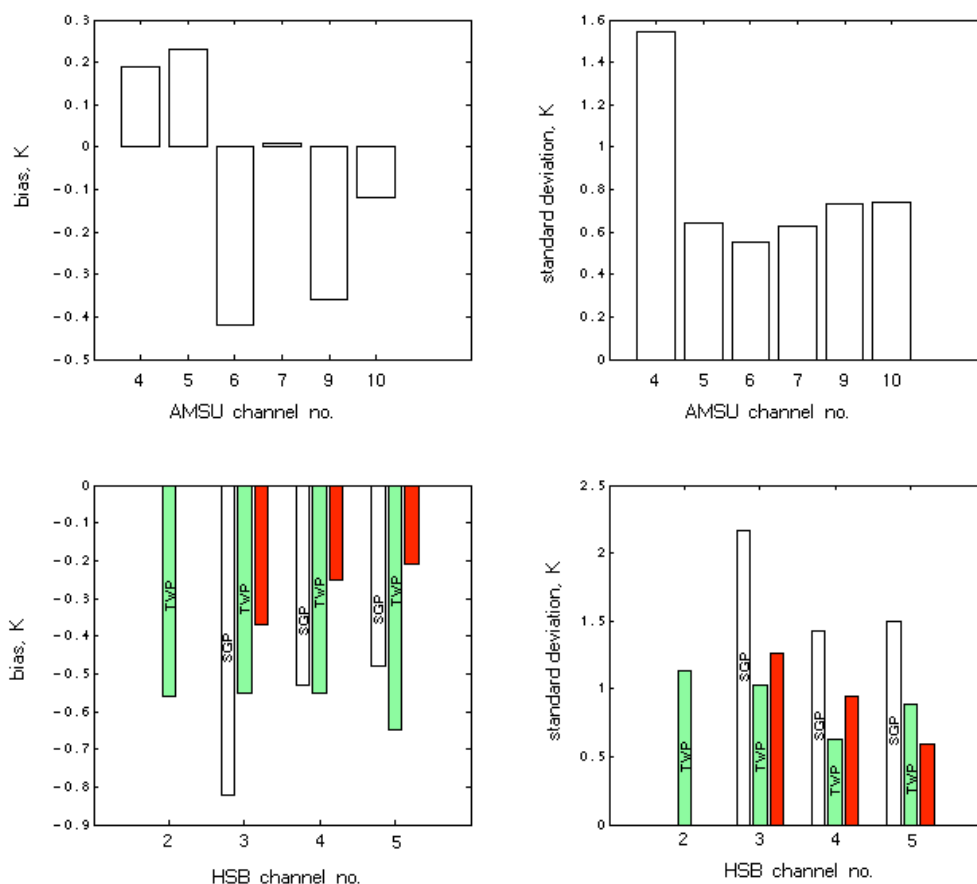 0.3
0.2
0.1
0
-0.1
-0.2
-0.3
-0.4
-0.5
bias, K
4 5 6 7 9 10
AMSU channel no.
1.6
1.4
1.2
1
0.8
0.6
0.4
0.2
0
standard deviation, K
4 5 6 7 9 10
AMSU channel no.
0
-0.1
-0.2
-0.3
-0.4
-0.5
-0.6
-0.7
-0.8
-0.9
bias, K
TWP
SGP
TWP
SGP
TWP
SGP
TWP
2 3 4 5
HSB channel no.
2.5
2
1.5
1
0.5
0
standard deviation, K
TWP
SGP
TWP
SGP
TWP
SGP
TWP
2 3 4 5
HSB channel no.